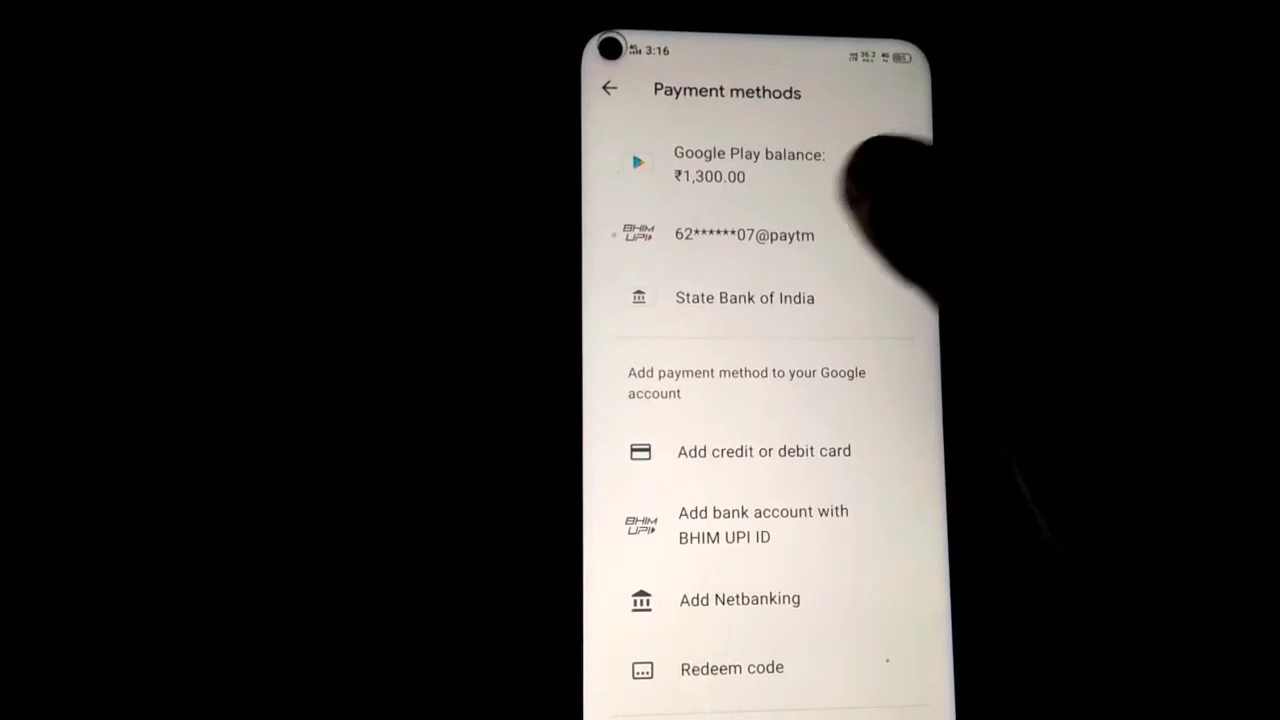 4G 3:16
Payment methods
Google Play balance:
₹1,300.00
BHIM
UPI
62******07@paytm
State Bank of India
Add payment method to your Google
account
Add credit or debit card
BHIM
UPI
Add bank account with
BHIM UPI ID
Add Netbanking
Redeem code